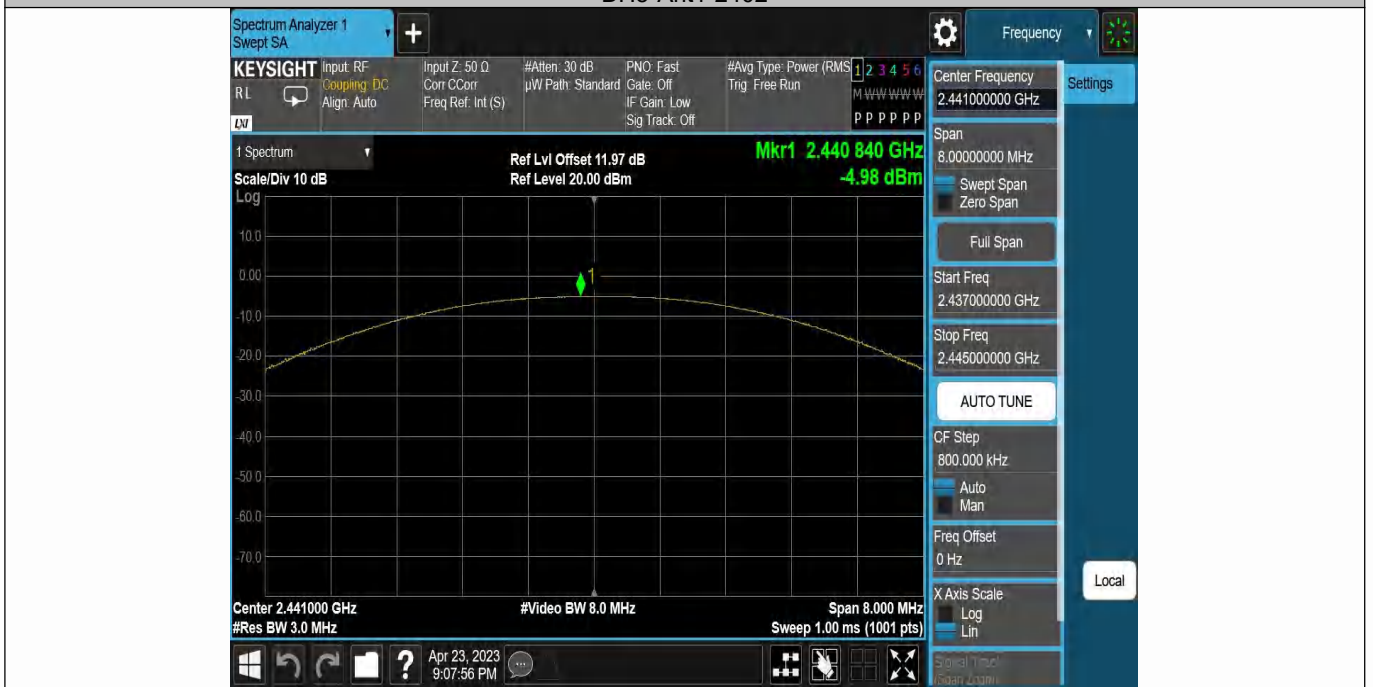 Spectrum Analyzer 1
Swept SA
+
Frequency
KEYSIGHT
RL
LXI
Input: RF
Coupling: DC
Align: Auto
Input Z: 50 Ω
Corr CCorr
Freq Ref: Int (S)
#Atten: 30 dB
µW Path: Standard
PNO: Fast
Gate: Off
IF Gain: Low
Sig Track: Off
#Avg Type: Power (RMS
Trig: Free Run
1 2 3 4 5 6
M W W W W W
P P P P P P
1 Spectrum
Scale/Div 10 dB
Log
Ref Lvl Offset 11.97 dB
Ref Level 20.00 dBm
Mkr1 2.440 840 GHz
-4.98 dBm
10.0
0.00
-10.0
-20.0
-30.0
-40.0
-50.0
-60.0
-70.0
1
Center 2.441000 GHz
#Res BW 3.0 MHz
#Video BW 8.0 MHz
Span 8.000 MHz
Sweep 1.00 ms (1001 pts)
Center Frequency
2.441000000 GHz
Settings
Span
8.00000000 MHz
Swept Span
Zero Span
Full Span
Start Freq
2.437000000 GHz
Stop Freq
2.445000000 GHz
AUTO TUNE
CF Step
800.000 kHz
Auto
Man
Freq Offset
0 Hz
X Axis Scale
Log
Lin
Local
Signal Track
(Span Zoom)
?
Apr 23, 2023
9:07:56 PM